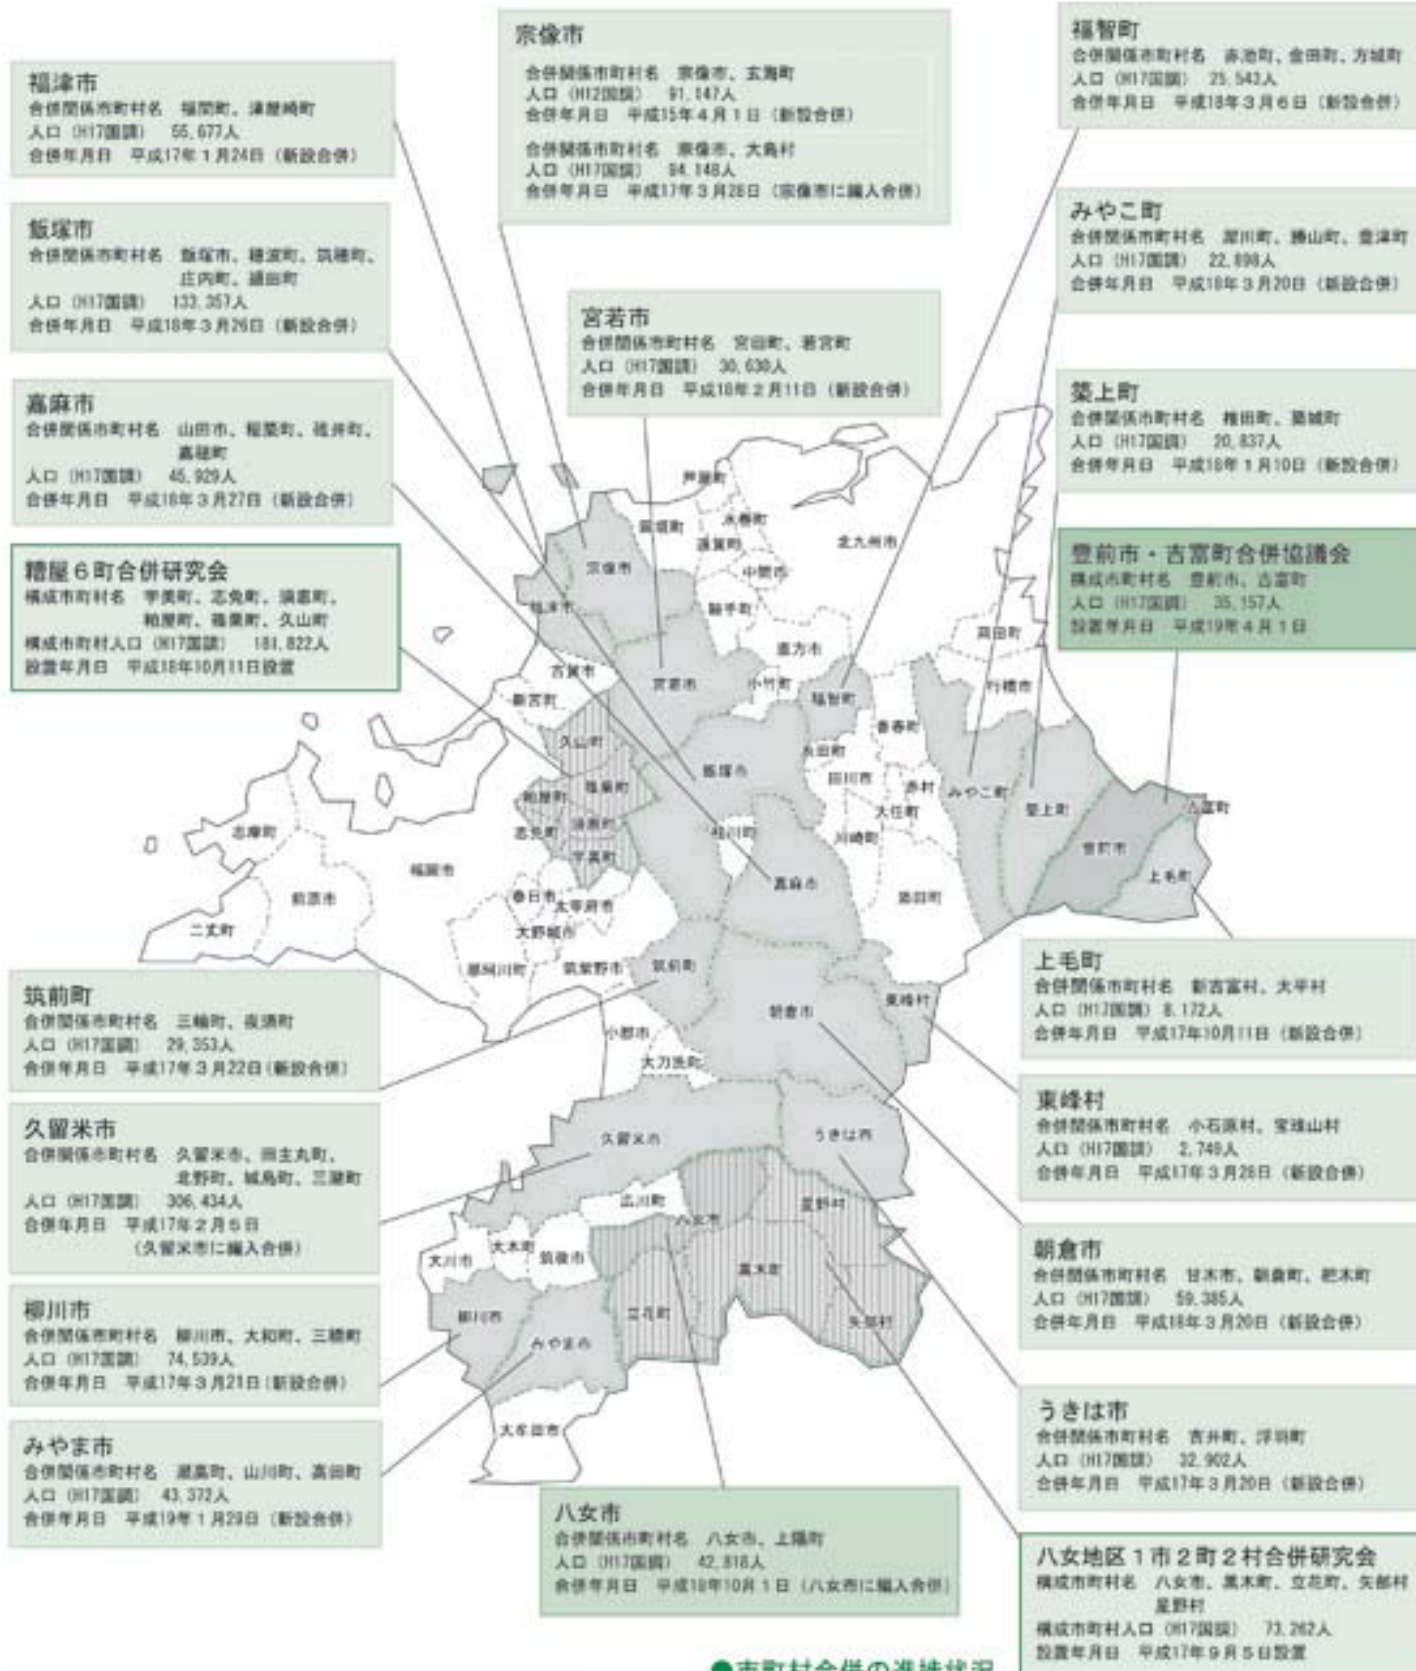 福津市
合併関係市町村名　福間町、津屋崎町
人口（H17国調）　55,677人
合併年月日　平成17年１月24日（新設合併）
飯塚市
合併関係市町村名　飯塚市、穂波町、筑穂町、
庄内町、頴田町
人口（H17国調）　133,357人
合併年月日　平成18年３月26日（新設合併）
嘉麻市
合併関係市町村名　山田市、稲築町、碓井町、
嘉穂町
人口（H17国調）　45,929人
合併年月日　平成18年３月27日（新設合併）
糟屋６町合併研究会
構成市町村名　宇美町、志免町、須恵町、
粕屋町、篠栗町、久山町
構成市町村人口（H17国調）　181,822人
設置年月日　平成18年10月11日設置
宗像市
合併関係市町村名　宗像市、玄海町
人口（H12国調）　91,147人
合併年月日　平成15年４月１日（新設合併）
合併関係市町村名　宗像市、大島村
人口（H17国調）　94,148人
合併年月日　平成17年３月28日（宗像市に編入合併）
宮若市
合併関係市町村名　宮田町、若宮町
人口（H17国調）　30,630人
合併年月日　平成18年２月11日（新設合併）
福智町
合併関係市町村名　赤池町、金田町、方城町
人口（H17国調）　25,543人
合併年月日　平成18年３月６日（新設合併）
みやこ町
合併関係市町村名　犀川町、勝山町、豊津町
人口（H17国調）　22,898人
合併年月日　平成18年３月20日（新設合併）
築上町
合併関係市町村名　椎田町、築城町
人口（H17国調）　20,837人
合併年月日　平成18年１月10日（新設合併）
豊前市・吉富町合併協議会
構成市町村名　豊前市、吉富町
人口（H17国調）　35,157人
設置年月日　平成19年４月１日
芦屋町
水巻町
岡垣町
遠賀町
北九州市
中間市
宗像市
鞍手町
福津市
苅田町
直方市
古賀市
宮若市
小竹町
福智町
行橋市
新宮町
香春町
久山町
糸田町
飯塚市
田川市
篠栗町
赤村
みやこ町
粕屋町
大任町
築上町
吉富町
志摩町
志免町
須恵町
桂川町
川崎町
豊前市
宇美町
福岡市
上毛町
嘉麻市
前原市
春日市
添田町
太宰府市
二丈町
大野城市
那珂川町
筑紫野市
筑前町
東峰村
朝倉市
小郡市
大刀洗町
久留米市
うきは市
広川町
星野村
八女市
大木町
大川市
筑後市
黒木町
柳川市
立花町
矢部村
みやま市
大牟田市
筑前町
合併関係市町村名　三輪町、夜須町
人口（H17国調）　29,353人
合併年月日　平成17年３月22日（新設合併）
久留米市
合併関係市町村名　久留米市、田主丸町、
北野町、城島町、三潴町
人口（H17国調）　306,434人
合併年月日　平成17年２月５日
（久留米市に編入合併）
柳川市
合併関係市町村名　柳川市、大和町、三橋町
人口（H17国調）　74,539人
合併年月日　平成17年３月21日（新設合併）
みやま市
合併関係市町村名　瀬高町、山川町、高田町
人口（H17国調）　43,372人
合併年月日　平成19年１月29日（新設合併）
八女市
合併関係市町村名　八女市、上陽町
人口（H17国調）　42,818人
合併年月日　平成18年10月１日（八女市に編入合併）
上毛町
合併関係市町村名　新吉富村、大平村
人口（H17国調）8,172人
合併年月日　平成17年10月11日（新設合併）
東峰村
合併関係市町村名　小石原村、宝珠山村
人口（H17国調）　2,749人
合併年月日　平成17年３月28日（新設合併）
朝倉市
合併関係市町村名　甘木市、朝倉町、杷木町
人口（H17国調）　59,385人
合併年月日　平成18年３月20日（新設合併）
うきは市
合併関係市町村名　吉井町、浮羽町
人口（H17国調）　32,902人
合併年月日　平成17年３月20日（新設合併）
八女地区１市２町２村合併研究会
構成市町村名　八女市、黒木町、立花町、矢部村
星野村
構成市町村人口（H17国調）　73,262人
設置年月日　平成17年９月５日設置
●市町村合併の進捗状況